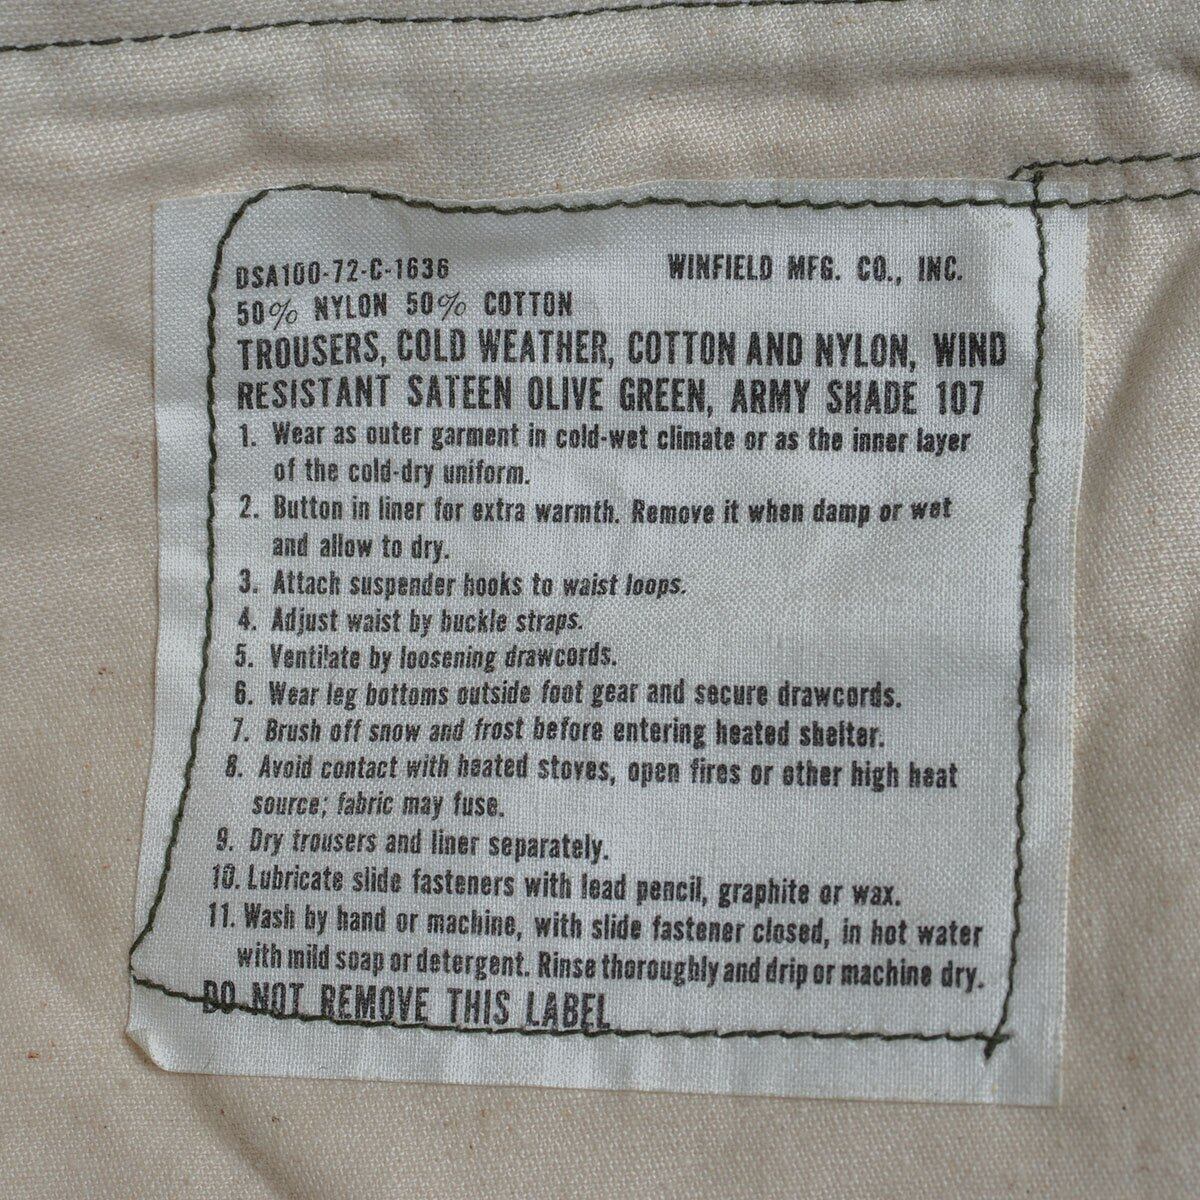 DSA100-72-C-1636 WINFIELD MFG. CO., INC.
50% NYLON 50% COTTON
TROUSERS, COLD WEATHER, COTTON AND NYLON, WIND
RESISTANT SATEEN OLIVE GREEN, ARMY SHADE 107
1. Wear as outer garment in cold-wet climate or as the inner layer
of the cold-dry uniform.
2. Button in liner for extra warmth. Remove it when damp or wet
and allow to dry.
3. Attach suspender hooks to waist loops.
4. Adjust waist by buckle straps.
5. Ventilate by loosening drawcords.
6. Wear leg bottoms outside foot gear and secure drawcords.
7. Brush off snow and frost before entering heated shelter.
8. Avoid contact with heated stoves, open fires or other high heat
source; fabric may fuse.
9. Dry trousers and liner separately.
10. Lubricate slide fasteners with lead pencil, graphite or wax.
11. Wash by hand or machine, with slide fastener closed, in hot water
with mild soap or detergent. Rinse thoroughly and drip or machine dry.
DO NOT REMOVE THIS LABEL